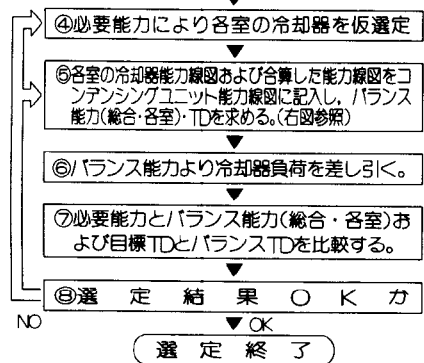 ④必要能力により各室の冷却器を仮選定
⑤各室の冷却器能力線図および合算した能力線図をコ
ンデンシングユニット能力線図に記入し，バランス
能力(総合・各室)・TDを求める。(右図参照)
⑥バランス能力より冷却器負荷を差し引く。
⑦必要能力とバランス能力(総合・各室)お
よび目標TDとバランスTDを比較する。
⑧選定結果OKか
NO
OK
選定終了